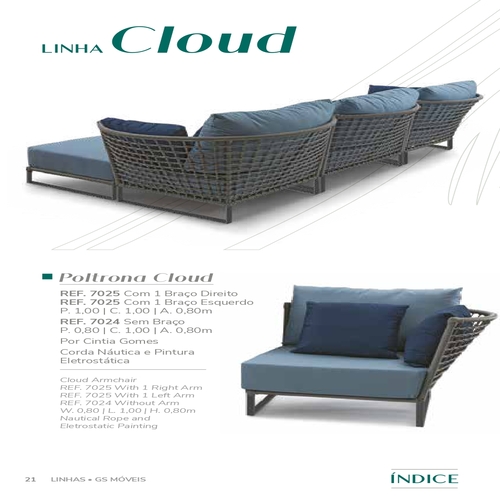 LINHA Cloud
Poltrona Cloud
REF. 7025 Com 1 Braço Direito
REF. 7025 Com 1 Braço Esquerdo
P. 1,00 | C. 1,00 | A. 0,80m
REF. 7024 Sem Braço
P. 0,80 | C. 1,00 | A. 0,80m
Por Cintia Gomes
Corda Náutica e Pintura
Eletrostática
Cloud Armchair
REF. 7025 With 1 Right Arm
REF. 7025 With 1 Left Arm
REF. 7024 Without Arm
W. 0,80 | L. 1,00 | H. 0,80m
Nautical Rope and
Eletrostatic Painting
21 LINHAS • GS MÓVEIS
ÍNDICE